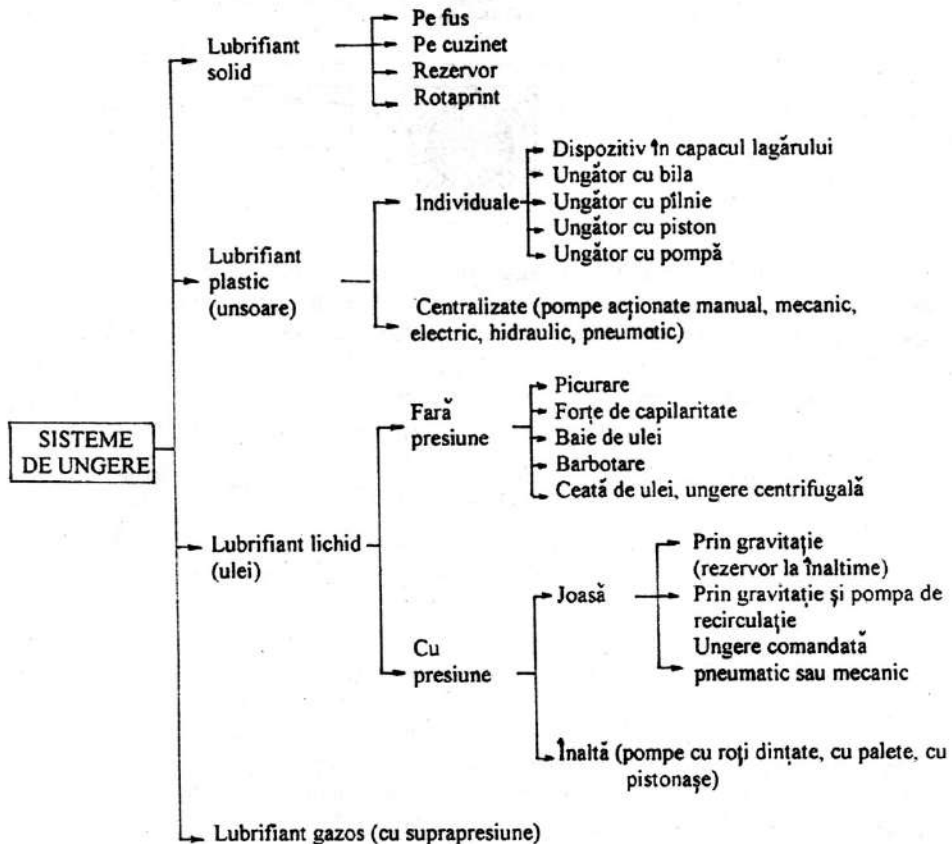 Pe fus
Lubrifiant
solid
Pe cuzinet
Rezervor
Rotaprint
Dispozitiv în capacul lagărului
Ungător cu bila
Individuale
Ungător cu pîlnie
Ungător cu piston
Ungător cu pompă
Lubrifiant
plastic
(unsoare)
Centralizate (pompe acționate manual, mecanic,
electric, hidraulic, pneumatic)
SISTEME
DE UNGERE
Fară
presiune
Picurare
Forțe de capilaritate
Baie de ulei
Barbotare
Ceată de ulei, ungere centrifugală
Lubrifiant lichid
(ulei)
Cu
presiune
Joasă
Prin gravitație
(rezervor la înaltime)
Prin gravitație și pompa de
recirculație
Ungere comandată
pneumatic sau mecanic
Înaltă (pompe cu roți dințate, cu palete, cu
pistonașe)
Lubrifiant gazos (cu suprapresiune)